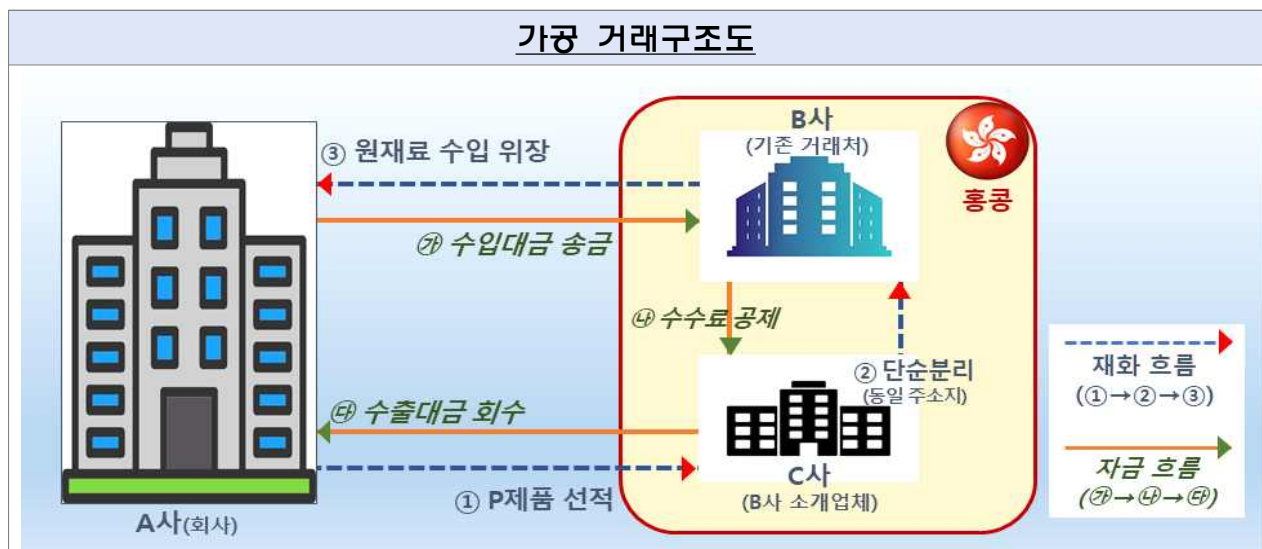 가공 거래구조도
B사
(기존 거래처)
홍콩
③ 원재료 수입 위장
㉮ 수입대금 송금
㉯ 수수료 공제
② 단순분리
(동일 주소지)
㉰ 수출대금 회수
① P제품 선적
C사
(B사 소개업체)
A사(회사)
재화 흐름
(①→②→③)
자금 흐름
(㉮→㉯→㉰)